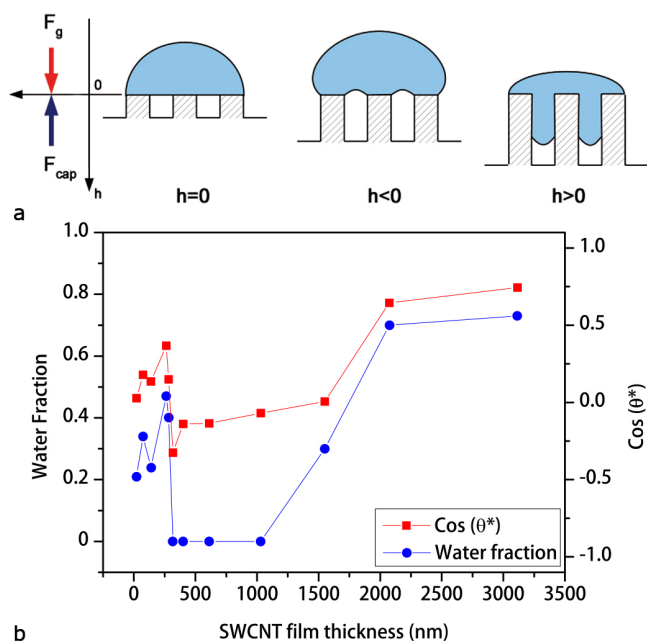 F_g
0
F_cap
h
h=0 h<0 h>0
a
1.0
0.8
0.6
0.4
0.2
0
Water Fraction
1.0
0.5
0.0
-0.5
-1.0
Cos (θ*)
Cos (θ*)
Water fraction
0 500 1000 1500 2000 2500 3000 3500
SWCNT film thickness (nm)
b